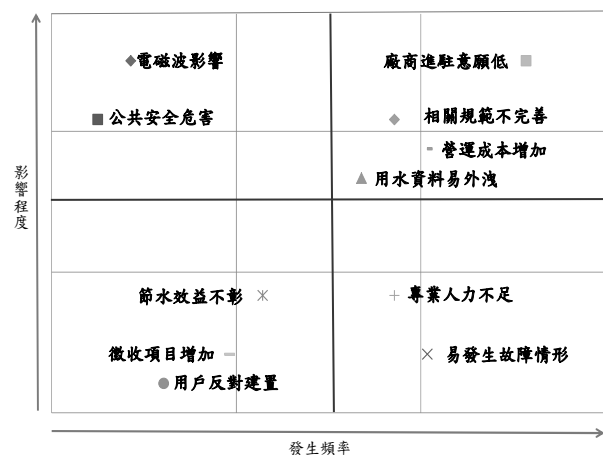 電磁波影響
廠商進駐意願低
公共安全危害
相關規範不完善
營運成本增加
用水資料易外洩
影響程度
節水效益不彰
專業人力不足
徵收項目增加
易發生故障情形
用戶反對建置
發生頻率